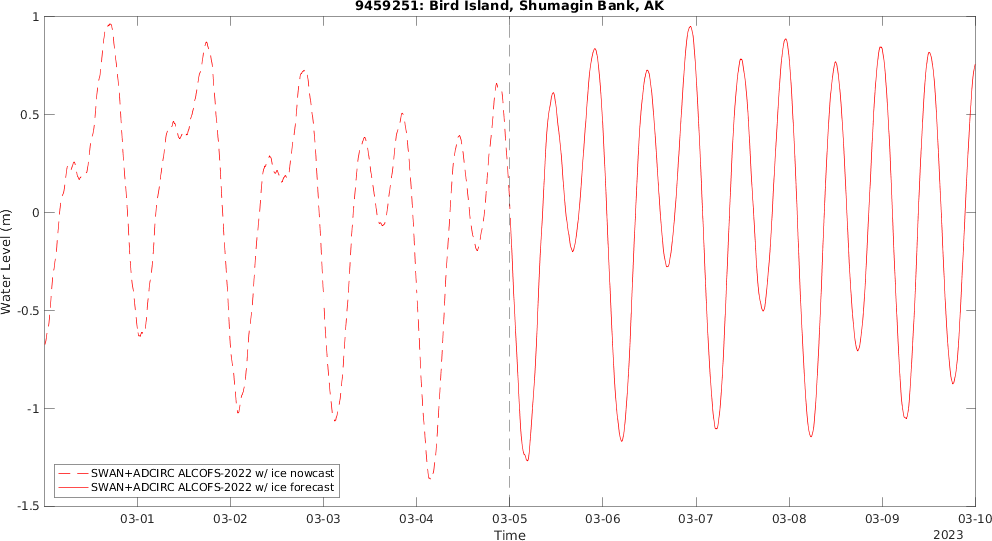 9459251: Bird Island, Shumagin Bank, AK
Water Level (m)
1
0.5
0
-0.5
-1
-1.5
SWAN+ADCIRC ALCOFS-2022 w/ ice nowcast
SWAN+ADCIRC ALCOFS-2022 w/ ice forecast
03-01 03-02 03-03 03-04 03-05 03-06 03-07 03-08 03-09 03-10
Time
2023